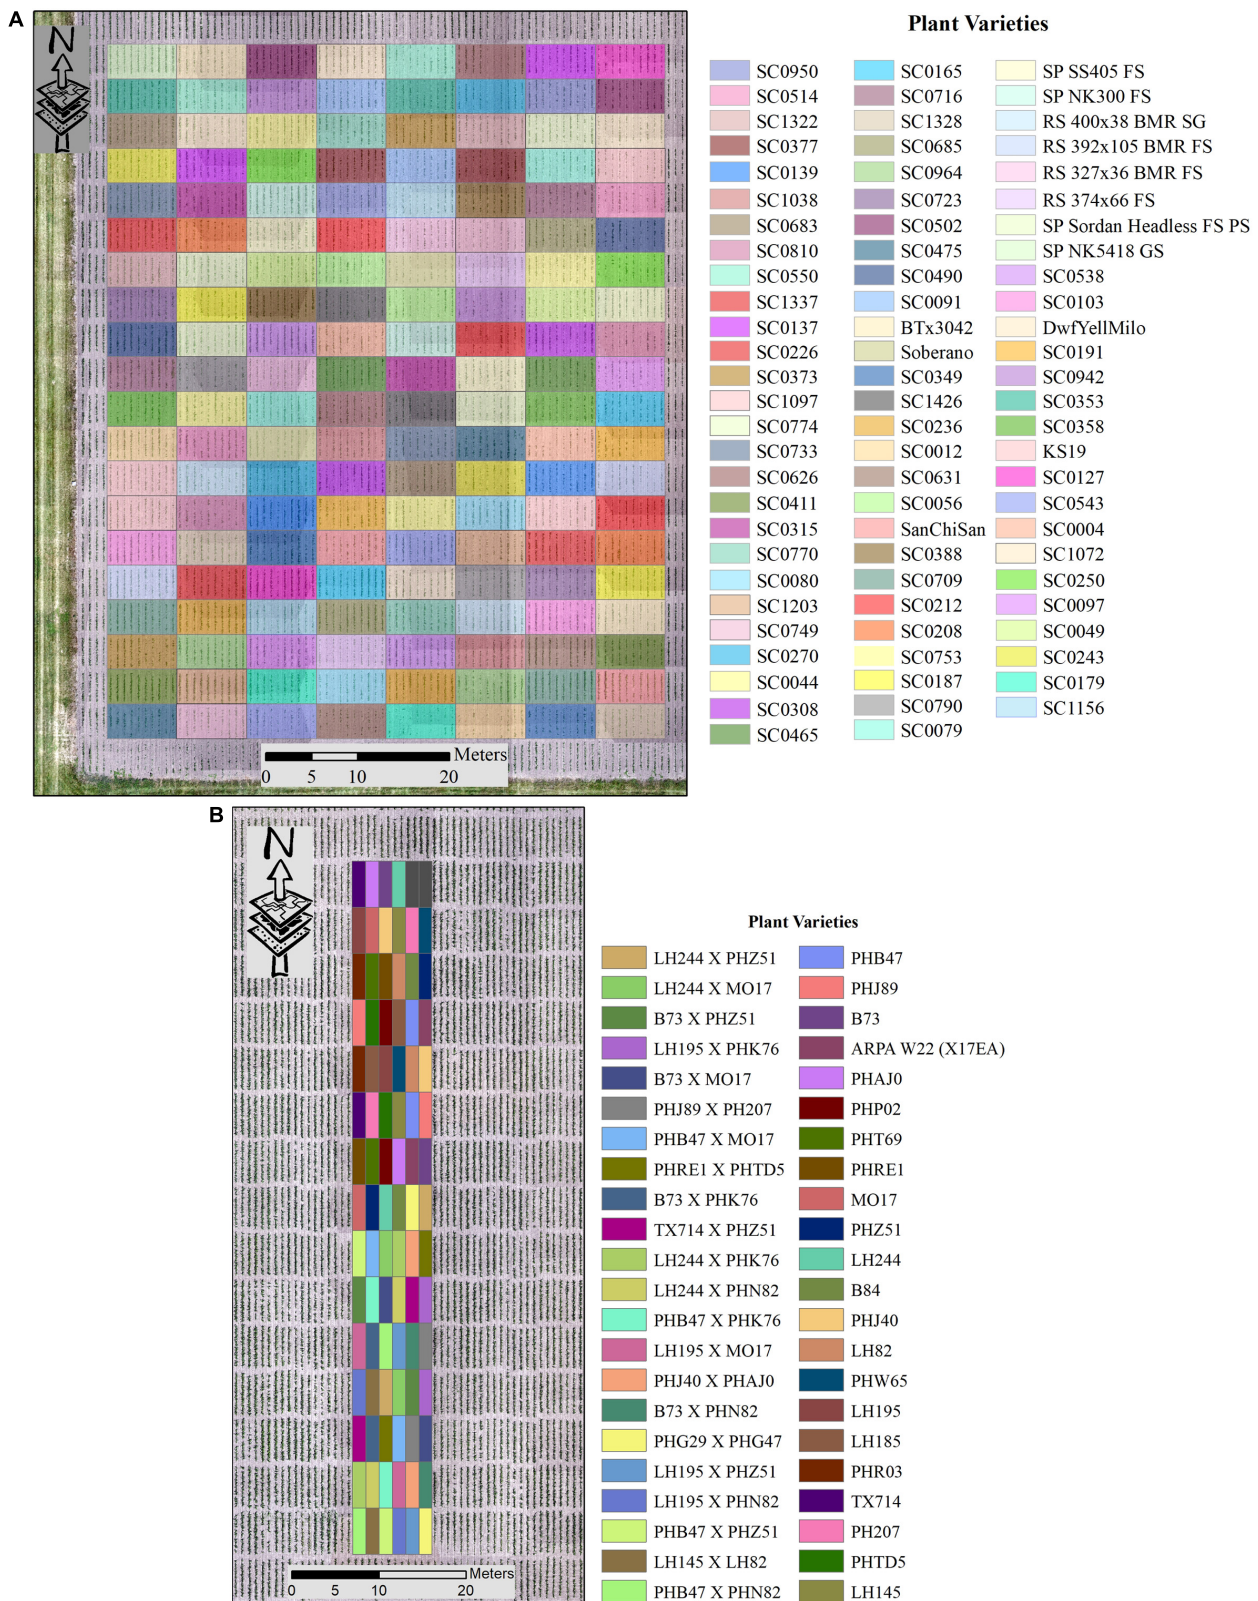 A
N
Meters
0 5 10 20
Plant Varieties
SC0950
SC0514
SC1322
SC0377
SC0139
SC1038
SC0683
SC0810
SC0550
SC1337
SC0137
SC0226
SC0373
SC1097
SC0774
SC0733
SC0626
SC0411
SC0315
SC0770
SC0080
SC1203
SC0749
SC0270
SC0044
SC0308
SC0465
SC0165
SC0716
SC1328
SC0685
SC0964
SC0723
SC0502
SC0475
SC0490
SC0091
BTx3042
Soberano
SC0349
SC1426
SC0236
SC0012
SC0631
SC0056
SanChiSan
SC0388
SC0709
SC0212
SC0208
SC0753
SC0187
SC0790
SC0079
SP SS405 FS
SP NK300 FS
RS 400x38 BMR SG
RS 392x105 BMR FS
RS 327x36 BMR FS
RS 374x66 FS
SP Sordan Headless FS PS
SP NK5418 GS
SC0538
SC0103
DwfYellMilo
SC0191
SC0942
SC0353
SC0358
KS19
SC0127
SC0543
SC0004
SC1072
SC0250
SC0097
SC0049
SC0243
SC0179
SC1156
B
N
Meters
0 5 10 20
Plant Varieties
LH244 X PHZ51
LH244 X MO17
B73 X PHZ51
LH195 X PHK76
B73 X MO17
PHJ89 X PH207
PHB47 X MO17
PHRE1 X PHTD5
B73 X PHK76
TX714 X PHZ51
LH244 X PHK76
LH244 X PHN82
PHB47 X PHK76
LH195 X MO17
PHJ40 X PHAJ0
B73 X PHN82
PHG29 X PHG47
LH195 X PHZ51
LH195 X PHN82
PHB47 X PHZ51
LH145 X LH82
PHB47 X PHN82
PHB47
PHJ89
B73
ARPA W22 (X17EA)
PHAJ0
PHP02
PHT69
PHRE1
MO17
PHZ51
LH244
B84
PHJ40
LH82
PHW65
LH195
LH185
PHR03
TX714
PH207
PHTD5
LH145